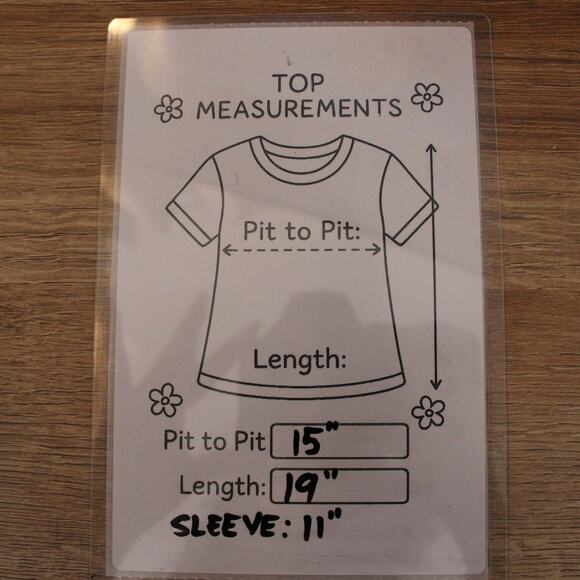 TOP
MEASUREMENTS
Pit to Pit:
Length:
Pit to Pit 15"
Length: 19"
SLEEVE: 11"